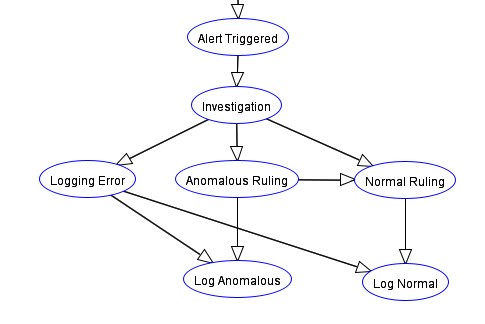 Alert Triggered
Investigation
Logging Error
Anomalous Ruling
Normal Ruling
Log Anomalous
Log Normal